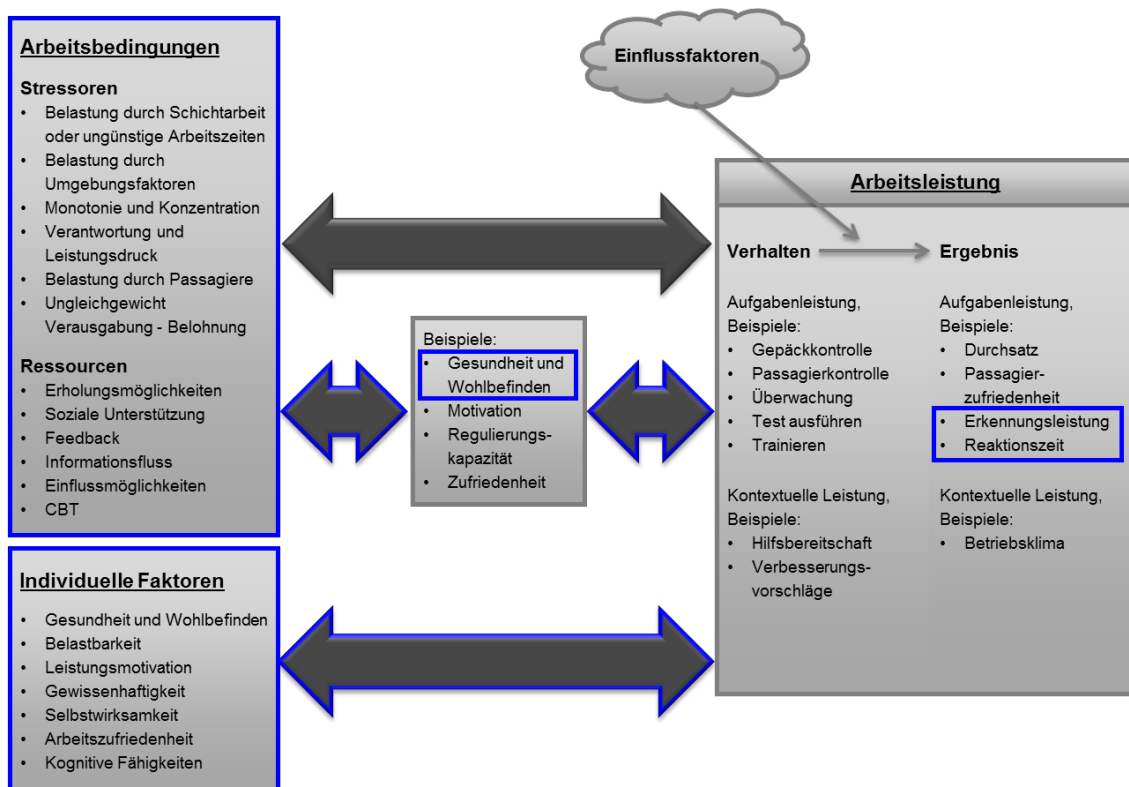 Arbeitsbedingungen
Stressoren
• Belastung durch Schichtarbeit
oder ungünstige Arbeitszeiten
• Belastung durch
Umgebungsfaktoren
• Monotonie und Konzentration
• Verantwortung und
Leistungsdruck
• Belastung durch Passagiere
• Ungleichgewicht
Verausgabung - Belohnung
Ressourcen
• Erholungsmöglichkeiten
• Soziale Unterstützung
• Feedback
• Informationsfluss
• Einflussmöglichkeiten
• CBT
Individuelle Faktoren
• Gesundheit und Wohlbefinden
• Belastbarkeit
• Leistungsmotivation
• Gewissenhaftigkeit
• Selbstwirksamkeit
• Arbeitszufriedenheit
• Kognitive Fähigkeiten
Beispiele:
• Gesundheit und
Wohlbefinden
• Motivation
• Regulierungs-
kapazität
• Zufriedenheit
Einflussfaktoren
Arbeitsleistung
Verhalten
Aufgabenleistung,
Beispiele:
• Gepäckkontrolle
• Passagierkontrolle
• Überwachung
• Test ausführen
• Trainieren
Kontextuelle Leistung,
Beispiele:
• Hilfsbereitschaft
• Verbesserungs-
vorschläge
Ergebnis
Aufgabenleistung,
Beispiele:
• Durchsatz
• Passagier-
zufriedenheit
• Erkennungsleistung
• Reaktionszeit
Kontextuelle Leistung,
Beispiele:
• Betriebsklima